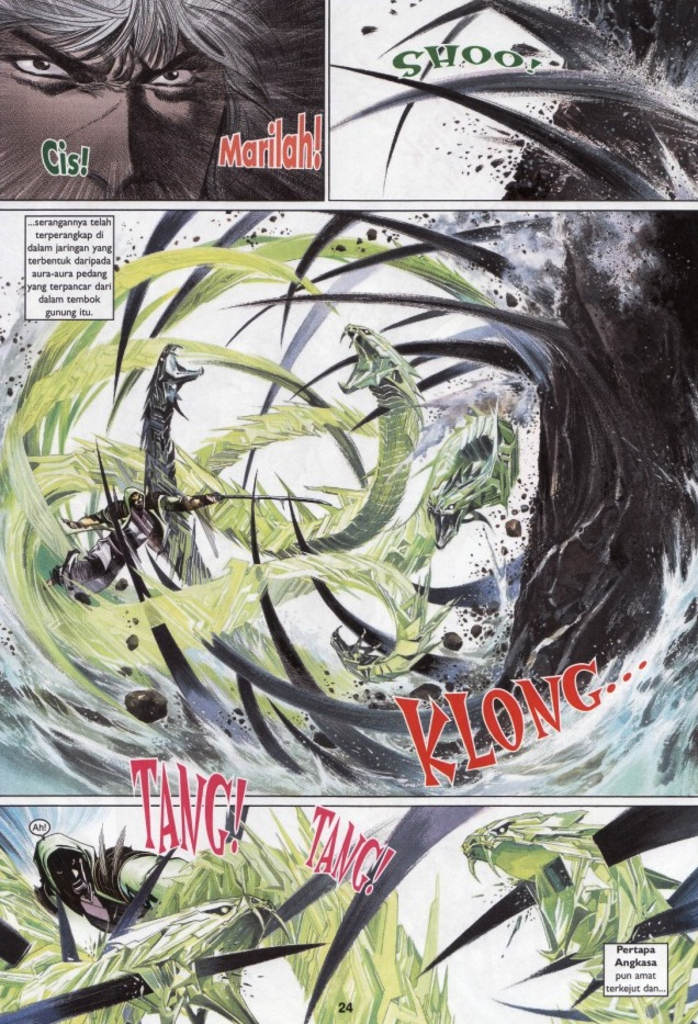 Cis!
Marilah!
SHOO!
...serangannya telah
terperangkap di
dalam jaringan yang
terbentuk daripada
aura-aura pedang
yang terpancar dari
dalam tembok
gunung itu.
KLONG...
TANG!
TANG!
Ah!
Pertapa
Angkasa
pun amat
terkejut dan...
24